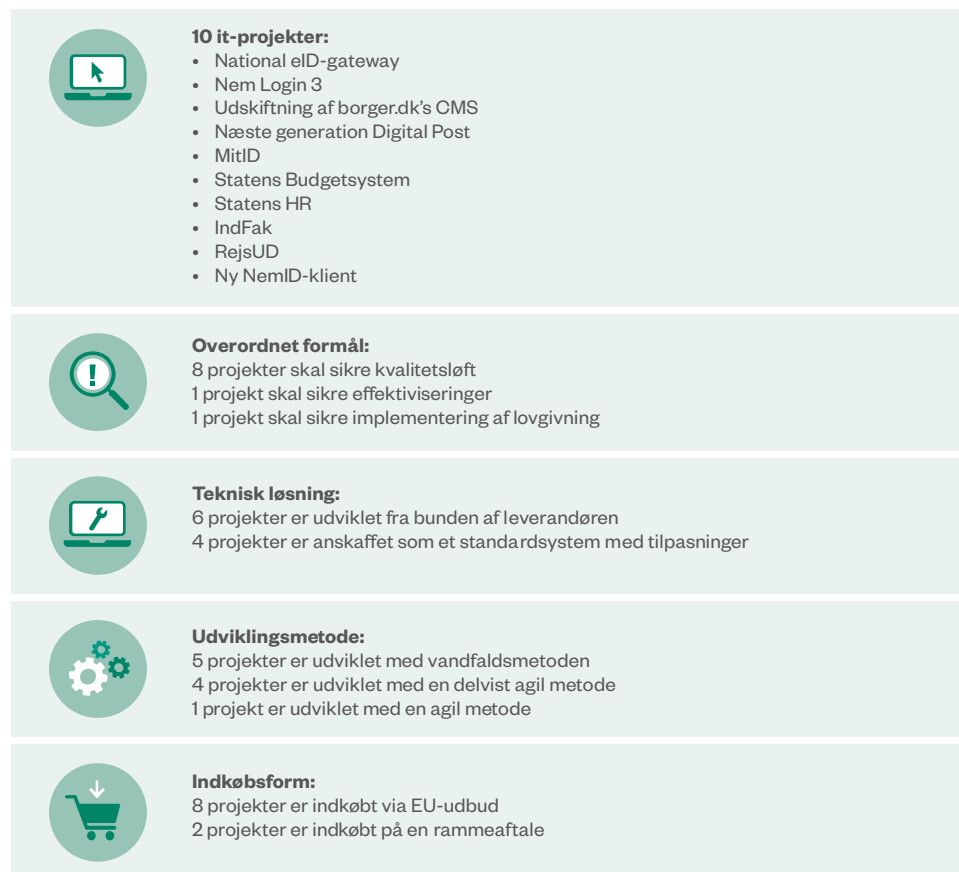 10 it-projekter:
• National eID-gateway
• Nem Login 3
• Udskiftning af borger.dk's CMS
• Næste generation Digital Post
• MitID
• Statens Budgetsystem
• Statens HR
• IndFak
• RejsUD
• Ny NemID-klient
Overordnet formål:
8 projekter skal sikre kvalitetsløft
1 projekt skal sikre effektiviseringer
1 projekt skal sikre implementering af lovgivning
Teknisk løsning:
6 projekter er udviklet fra bunden af leverandøren
4 projekter er anskaffet som et standardsystem med tilpasninger
Udviklingsmetode:
5 projekter er udviklet med vandfaldsmetoden
4 projekter er udviklet med en delvist agil metode
1 projekt er udviklet med en agil metode
Indkøbsform:
8 projekter er indkøbt via EU-udbud
2 projekter er indkøbt på en rammeaftale